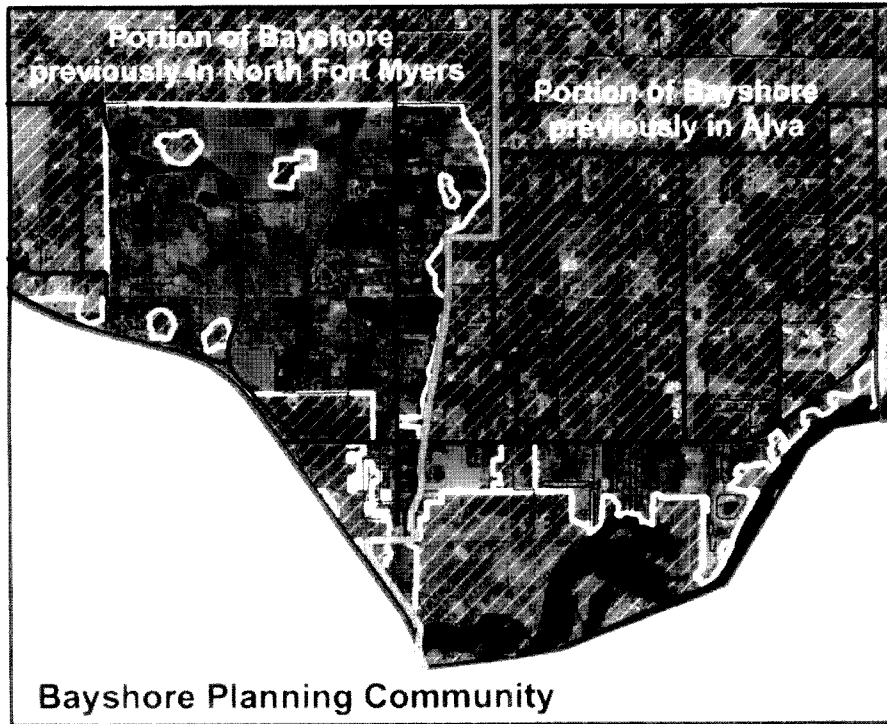 Portion of Bayshore
previously in North Fort Myers
Portion of Bayshore
previously in Alva
Bayshore Planning Community